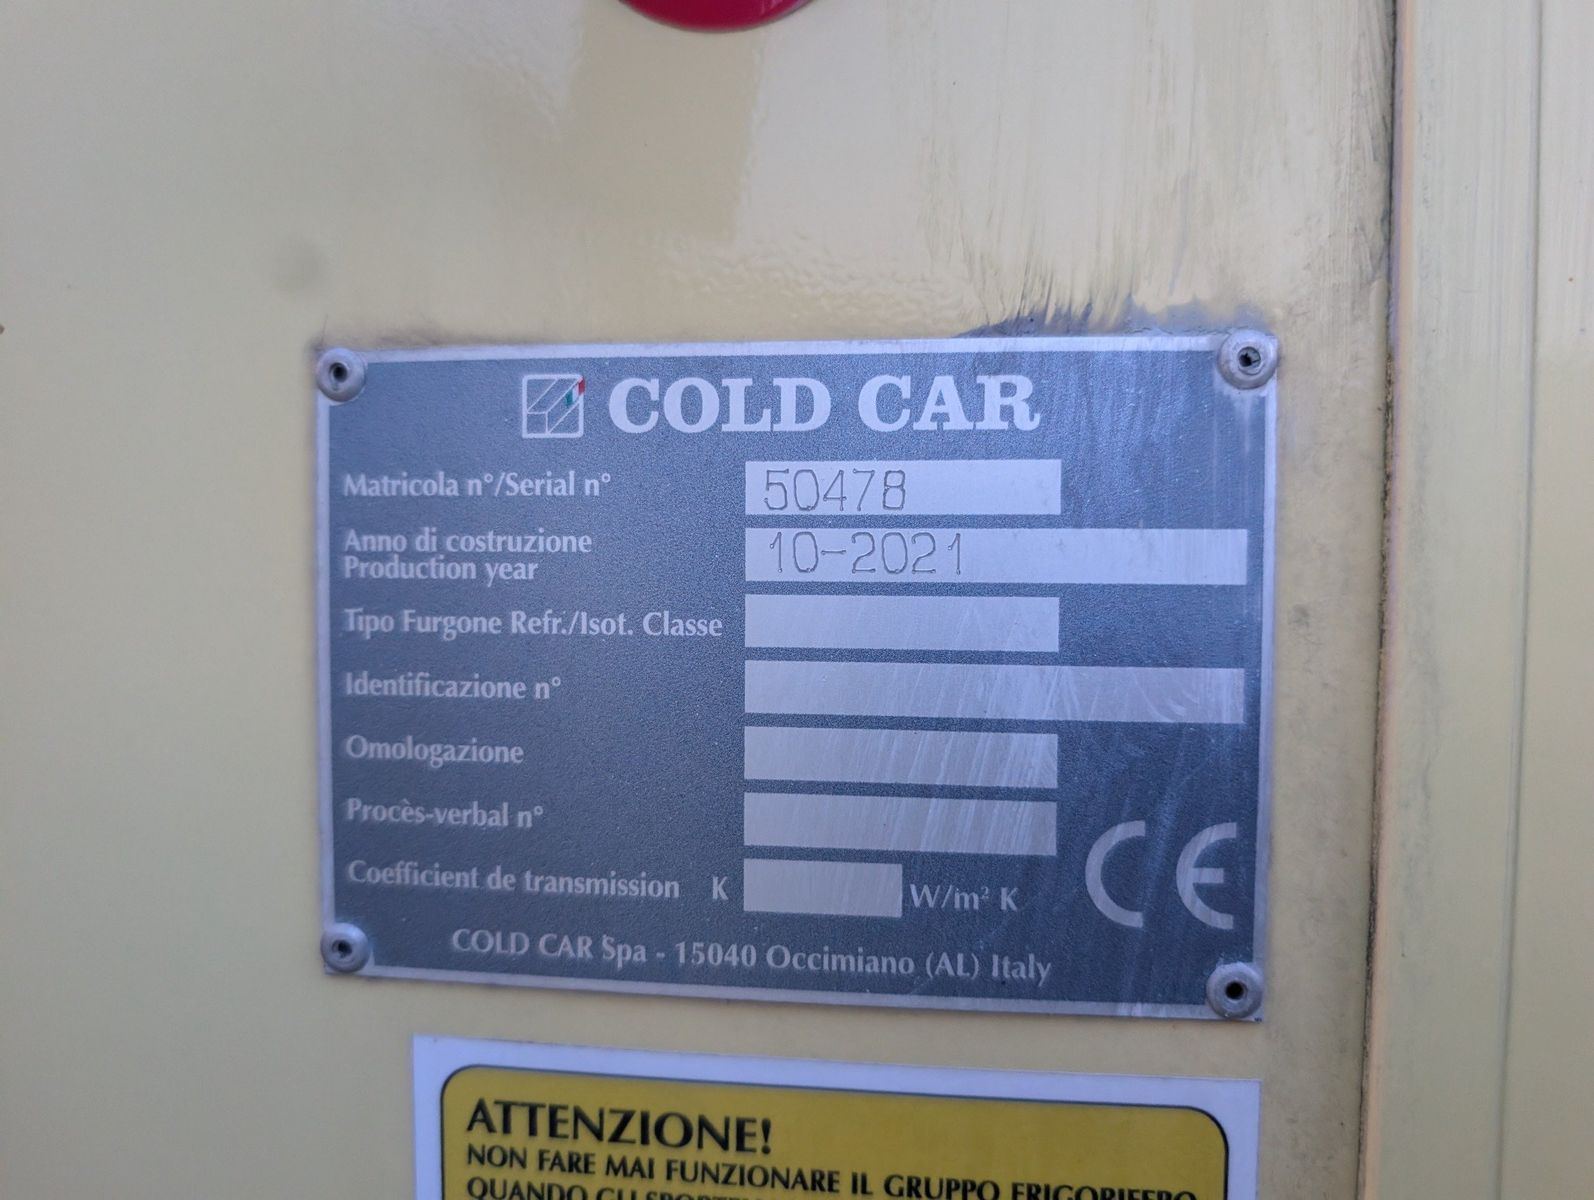 COLD CAR
Matricola n°/Serial n° 50478
Anno di costruzione
Production year 10-2021
Tipo Furgone Refr./Isot. Classe
Identificazione n°
Omologazione
Procès-verbal n°
Coefficient de transmission K W/m² K
CE
COLD CAR Spa - 15040 Occimiano (AL) Italy
ATTENZIONE!
NON FARE MAI FUNZIONARE IL GRUPPO FRIGORIFERO
QUANDO GLI